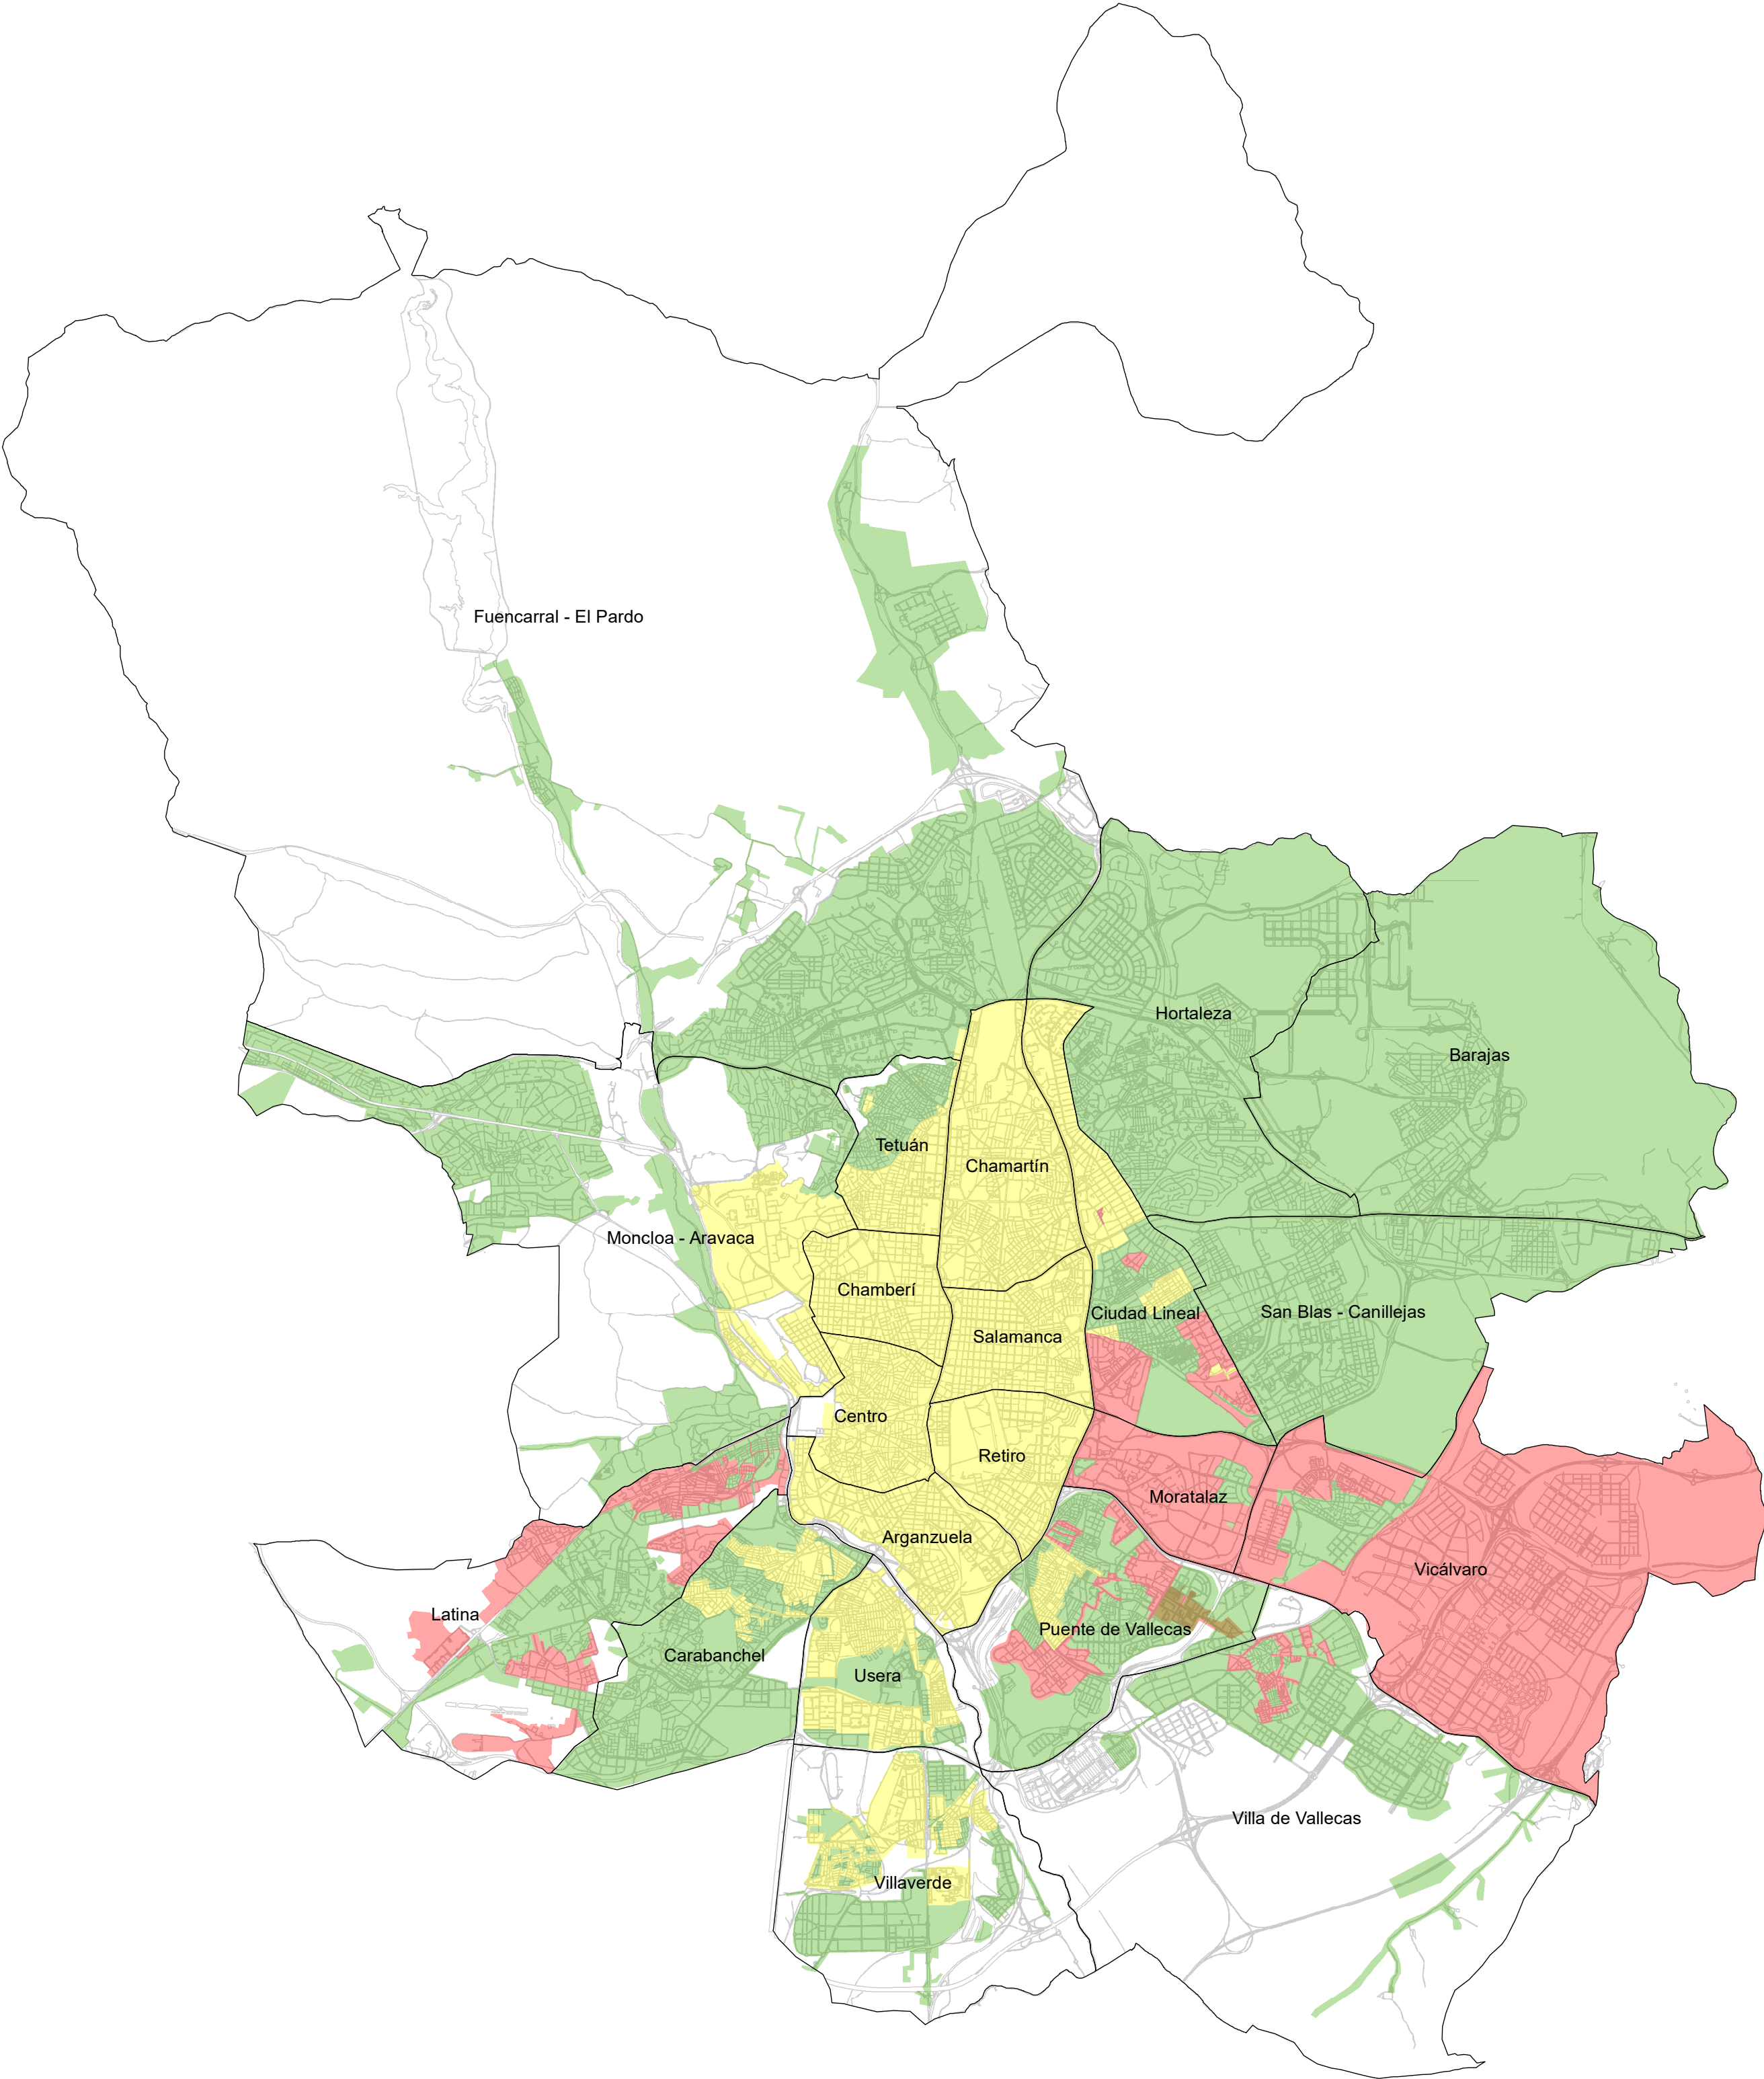 Fuencarral - El Pardo
Hortaleza
Barajas
Tetuán
Chamartín
Moncloa - Aravaca
Chamberí
Ciudad Lineal
San Blas - Canillejas
Salamanca
Centro
Retiro
Moratalaz
Arganzuela
Vicálvaro
Latina
Puente de Vallecas
Carabanchel
Usera
Villa de Vallecas
Villaverde